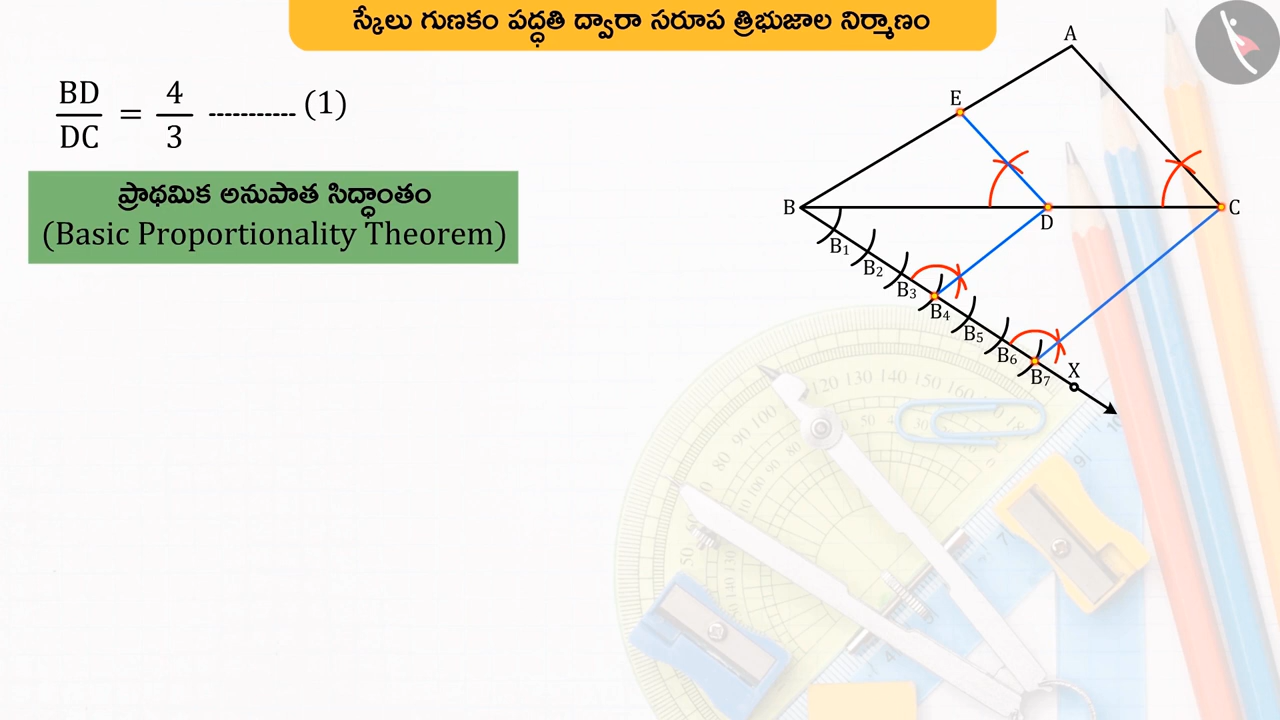 స్కేలు గుణకం పద్ధతి ద్వారా సరూప త్రిభుజాల నిర్మాణం
BD/DC = 4/3 ----------- (1)
ప్రాథమిక అనుపాత సిద్ధాంతం
(Basic Proportionality Theorem)
A
E
B
D
C
B₁
B₂
B₃
B₄
B₅
B₆
B₇
X